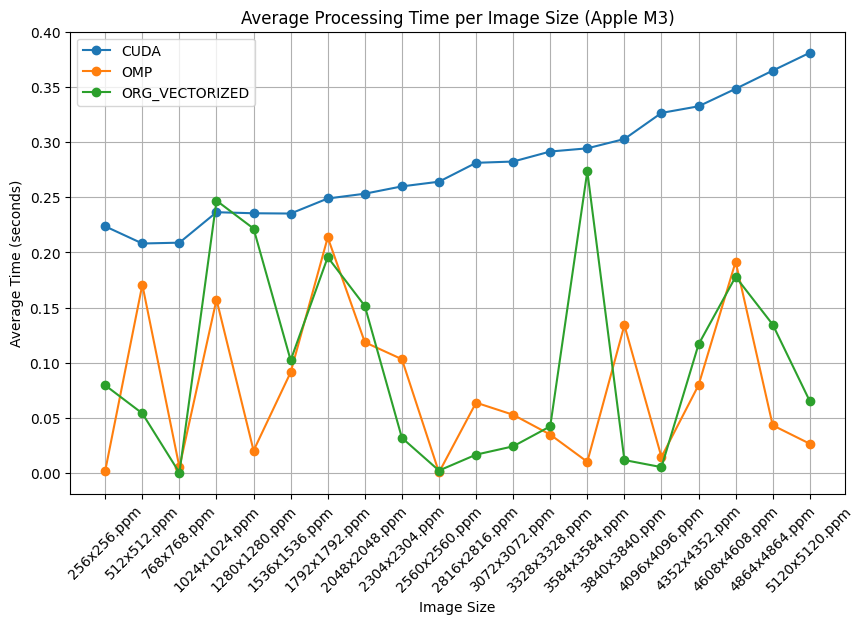 Average Processing Time per Image Size (Apple M3)
CUDA
OMP
ORG_VECTORIZED
Average Time (seconds)
0.40
0.35
0.30
0.25
0.20
0.15
0.10
0.05
0.00
256x256.ppm
512x512.ppm
768x768.ppm
1024x1024.ppm
1280x1280.ppm
1536x1536.ppm
1792x1792.ppm
2048x2048.ppm
2304x2304.ppm
2560x2560.ppm
2816x2816.ppm
3072x3072.ppm
3328x3328.ppm
3584x3584.ppm
3840x3840.ppm
4096x4096.ppm
4352x4352.ppm
4608x4608.ppm
4864x4864.ppm
5120x5120.ppm
Image Size